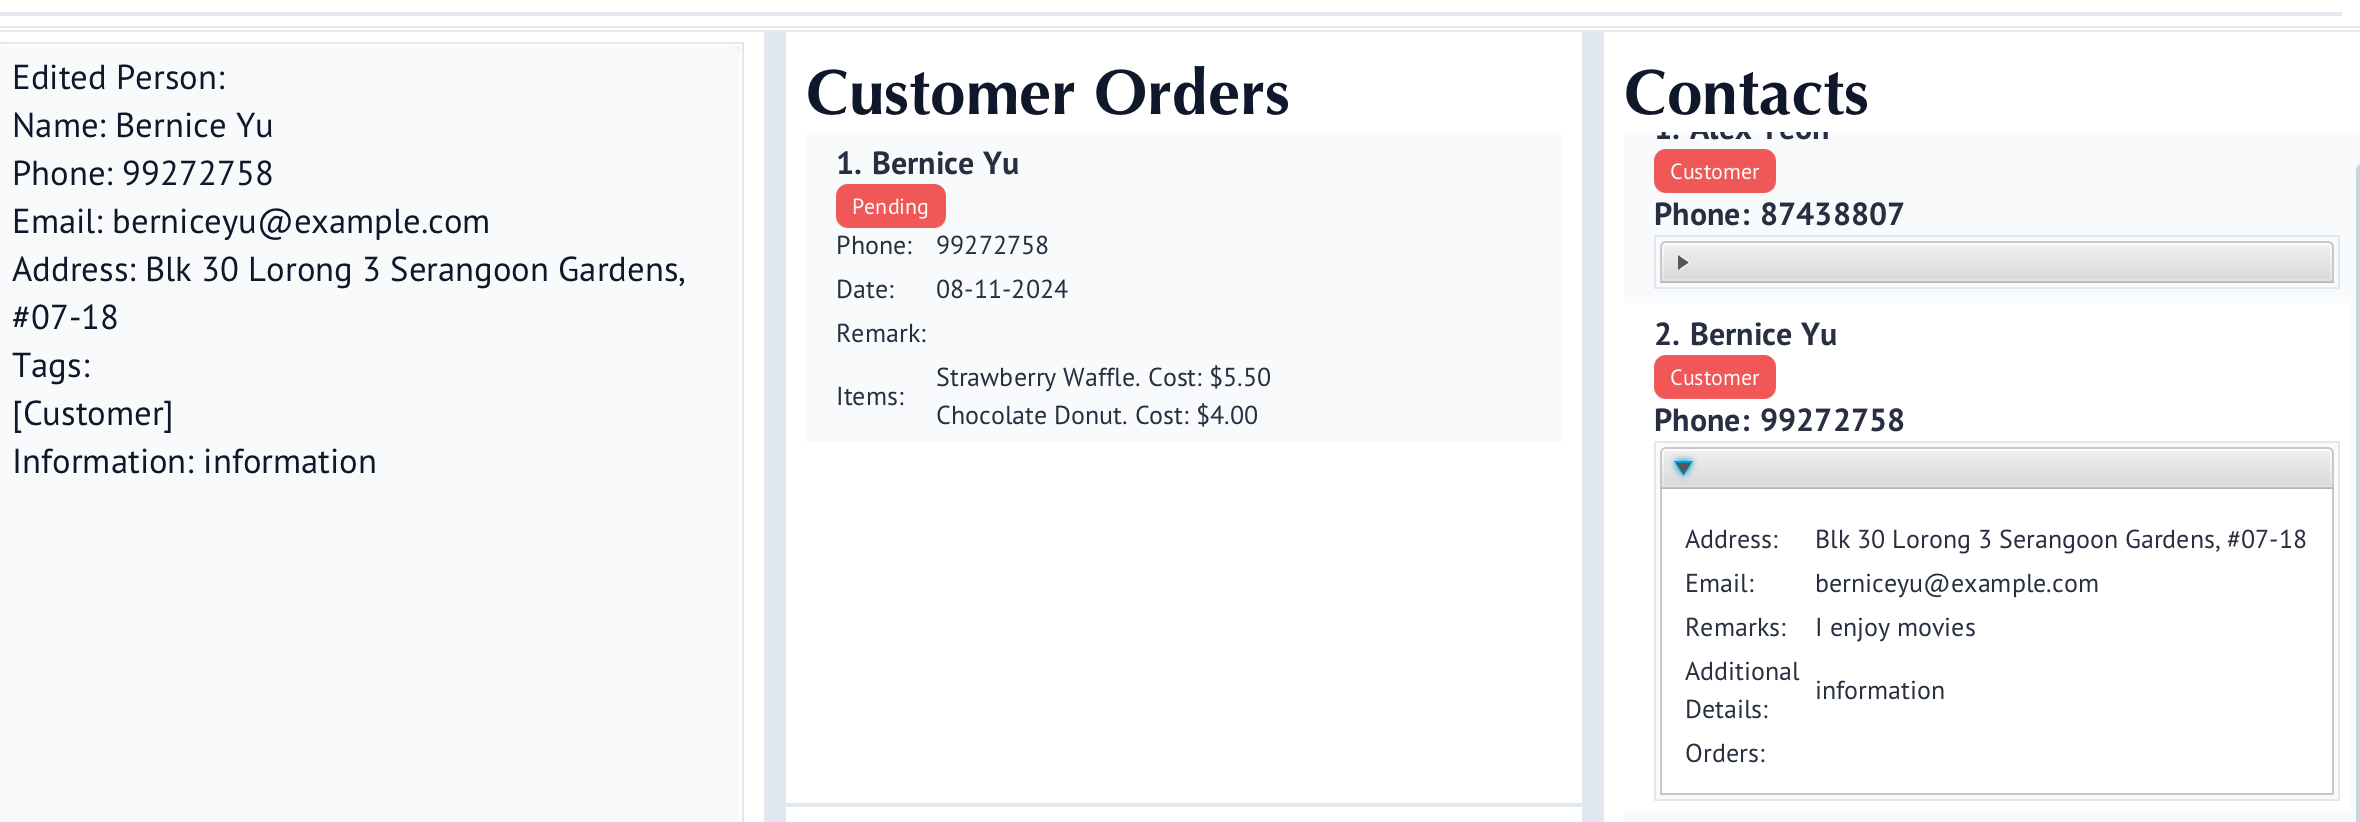 Edited Person:
Name: Bernice Yu
Phone: 99272758
Email: berniceyu@example.com
Address: Blk 30 Lorong 3 Serangoon Gardens,
#07-18
Tags:
[Customer]
Information: information
Customer Orders
1. Bernice Yu
Pending
Phone: 99272758
Date: 08-11-2024
Remark:
Items:
Strawberry Waffle. Cost: $5.50
Chocolate Donut. Cost: $4.00
Contacts
1. Alex Yeoh
Customer
Phone: 87438807
2. Bernice Yu
Customer
Phone: 99272758
Address: Blk 30 Lorong 3 Serangoon Gardens, #07-18
Email: berniceyu@example.com
Remarks: I enjoy movies
Additional
Details:
information
Orders: